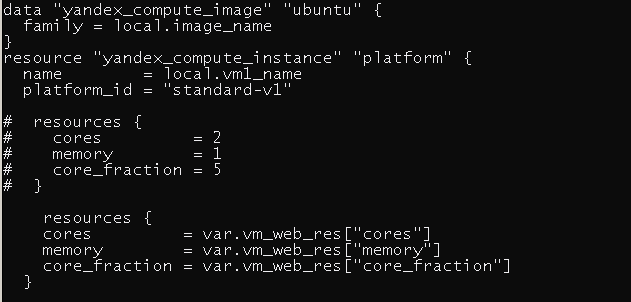 data "yandex_compute_image" "ubuntu" {
  family = local.image_name
}
resource "yandex_compute_instance" "platform" {
  name        = local.vm1_name
  platform_id = "standard-v1"

#  resources {
#    cores         = 2
#    memory        = 1
#    core_fraction = 5
#  }

    resources {
    cores         = var.vm_web_res["cores"]
    memory        = var.vm_web_res["memory"]
    core_fraction = var.vm_web_res["core_fraction"]
  }